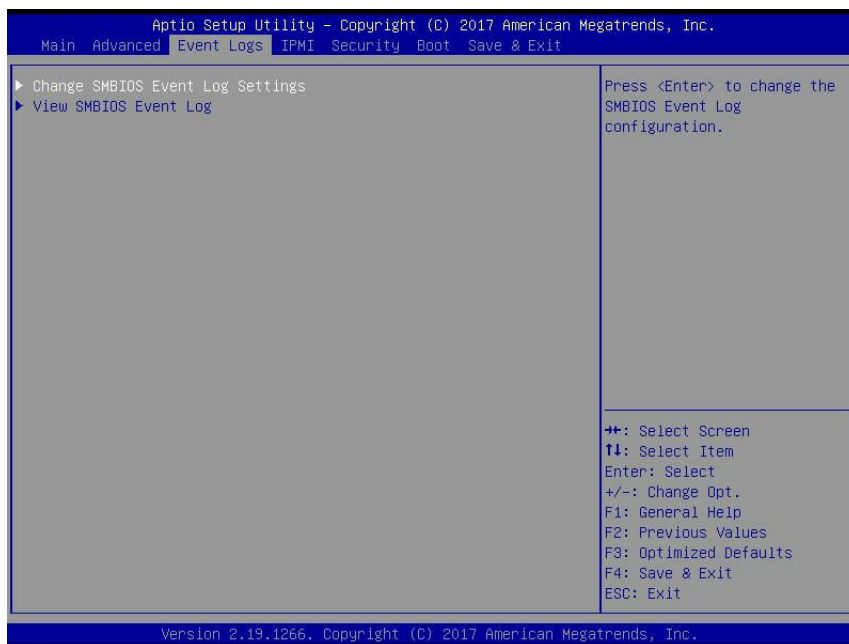 Aptio Setup Utility – Copyright (C) 2017 American Megatrends, Inc.
Main Advanced Event Logs IPMI Security Boot Save & Exit
▶ Change SMBIOS Event Log Settings
▶ View SMBIOS Event Log
Press <Enter> to change the
SMBIOS Event Log
configuration.
→←: Select Screen
↑↓: Select Item
Enter: Select
+/-: Change Opt.
F1: General Help
F2: Previous Values
F3: Optimized Defaults
F4: Save & Exit
ESC: Exit
Version 2.19.1266. Copyright (C) 2017 American Megatrends, Inc.